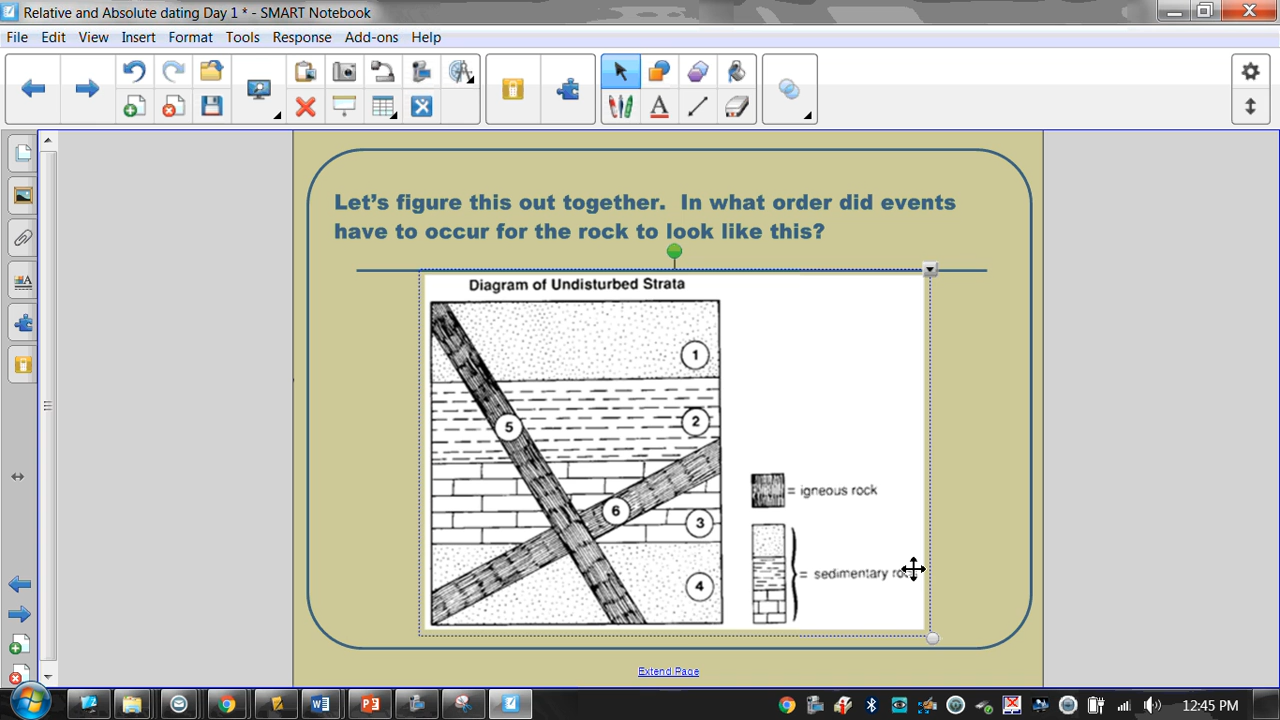 Relative and Absolute dating Day 1 * - SMART Notebook
File Edit View Insert Format Tools Response Add-ons Help
Let's figure this out together. In what order did events
have to occur for the rock to look like this?
Diagram of Undisturbed Strata
1
5
2
6
= igneous rock
3
= sedimentary
4
Extend Page
12:45 PM